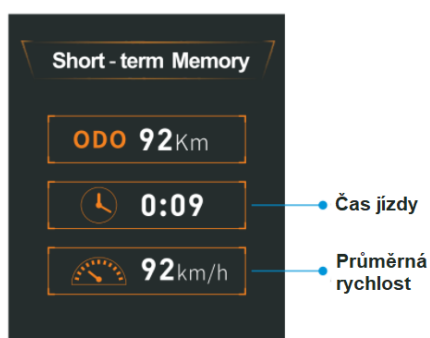 Short - term Memory
ODO 92Km
0:09
Čas jízdy
92km/h
Průměrná
rychlost